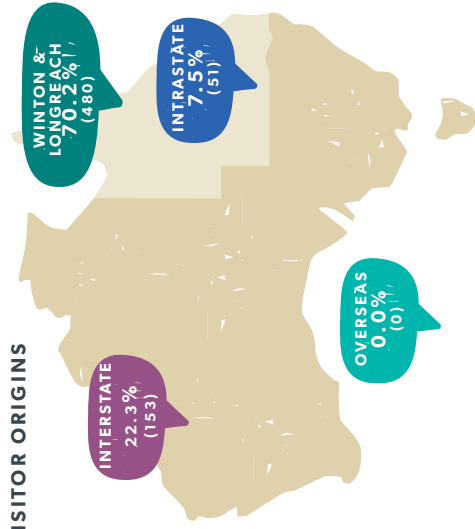 ISITOR ORIGINS
INTERSTATE
22.3%
(153)
WINTON &
LONGREACH
70.2%
(480)
INTRASTATE
7.5%
(51)
OVERSEAS
0.0%
(0)